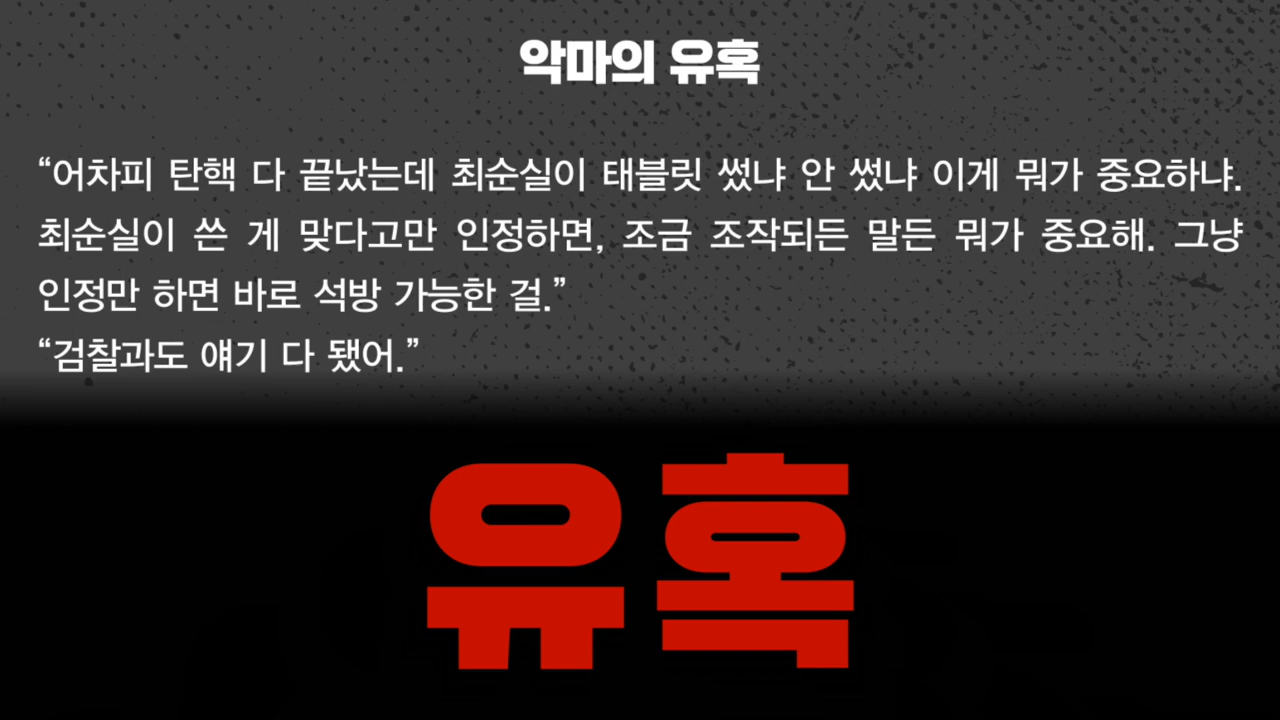 악마의 유혹
“어차피 탄핵 다 끝났는데 최순실이 태블릿 썼냐 안 썼냐 이게 뭐가 중요하냐.
최순실이 쓴 게 맞다고만 인정하면, 조금 조작되든 말든 뭐가 중요해. 그냥
인정만 하면 바로 석방 가능한 걸.”
“검찰과도 얘기 다 됐어.”
유혹